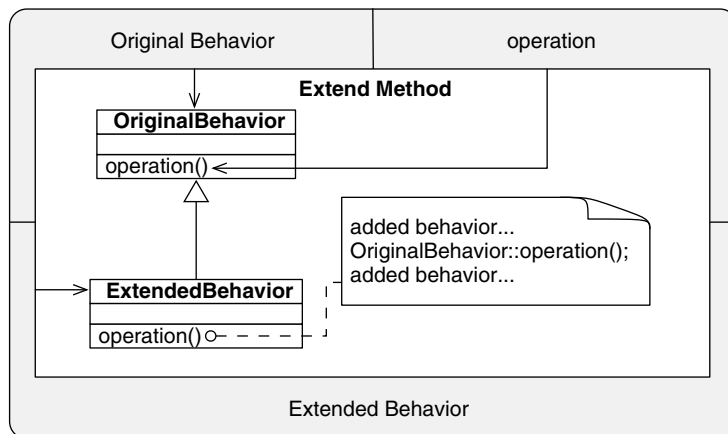 Original Behavior
operation
Extend Method
OriginalBehavior
operation()
added behavior...
OriginalBehavior::operation();
added behavior...
ExtendedBehavior
operation()
Extended Behavior